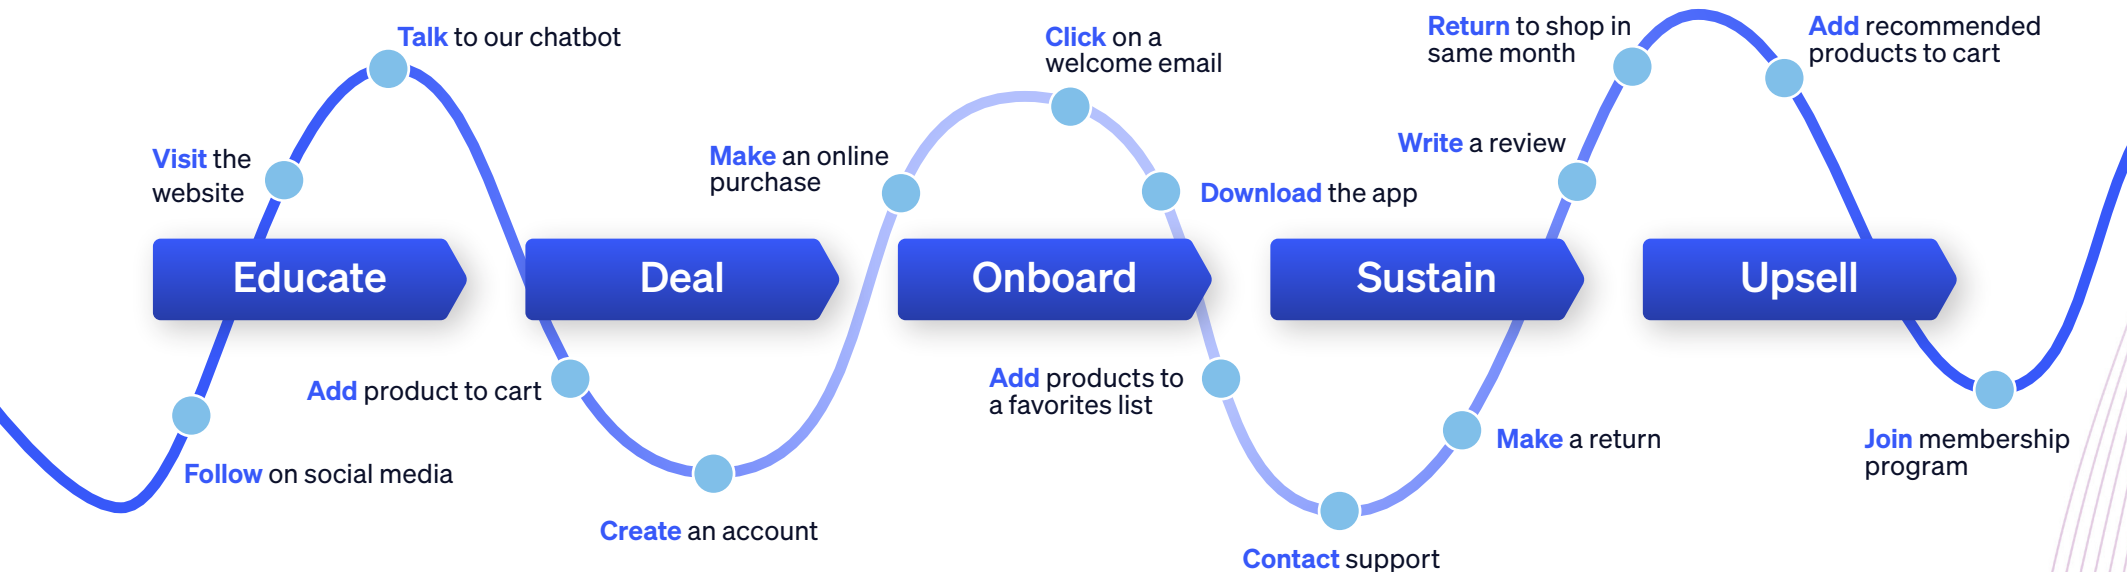 Talk to our chatbot
Visit the
website
Educate
Follow on social media
Add product to cart
Deal
Create an account
Make an online
purchase
Click on a
welcome email
Download the app
Onboard
Add products to
a favorites list
Contact support
Make a return
Sustain
Write a review
Return to shop in
same month
Add recommended
products to cart
Upsell
Join membership
program